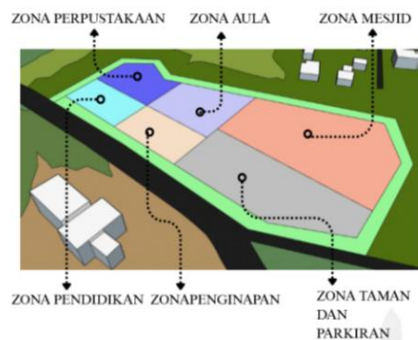 ZONA PERPUSTAKAAN
ZONA AULA
ZONA MESJID
ZONA PENDIDIKAN
ZONAPENGINAPAN
ZONA TAMAN
DAN
PARKIRAN